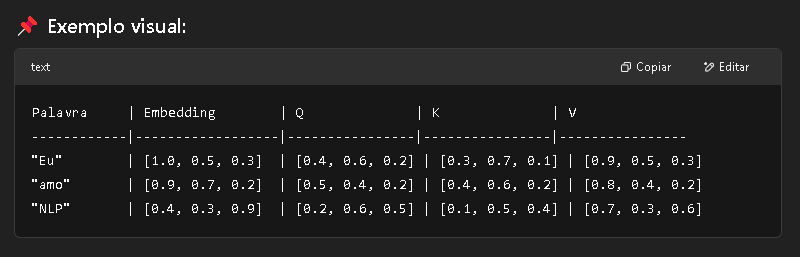 📌 Exemplo visual:
text Copiar Editar
Palavra     | Embedding        | Q              | K              | V
------------|------------------|----------------|----------------|----------------
"Eu"        | [1.0, 0.5, 0.3]  | [0.4, 0.6, 0.2] | [0.3, 0.7, 0.1] | [0.9, 0.5, 0.3]
"amo"       | [0.9, 0.7, 0.2]  | [0.5, 0.4, 0.2] | [0.4, 0.6, 0.2] | [0.8, 0.4, 0.2]
"NLP"       | [0.4, 0.3, 0.9]  | [0.2, 0.6, 0.5] | [0.1, 0.5, 0.4] | [0.7, 0.3, 0.6]